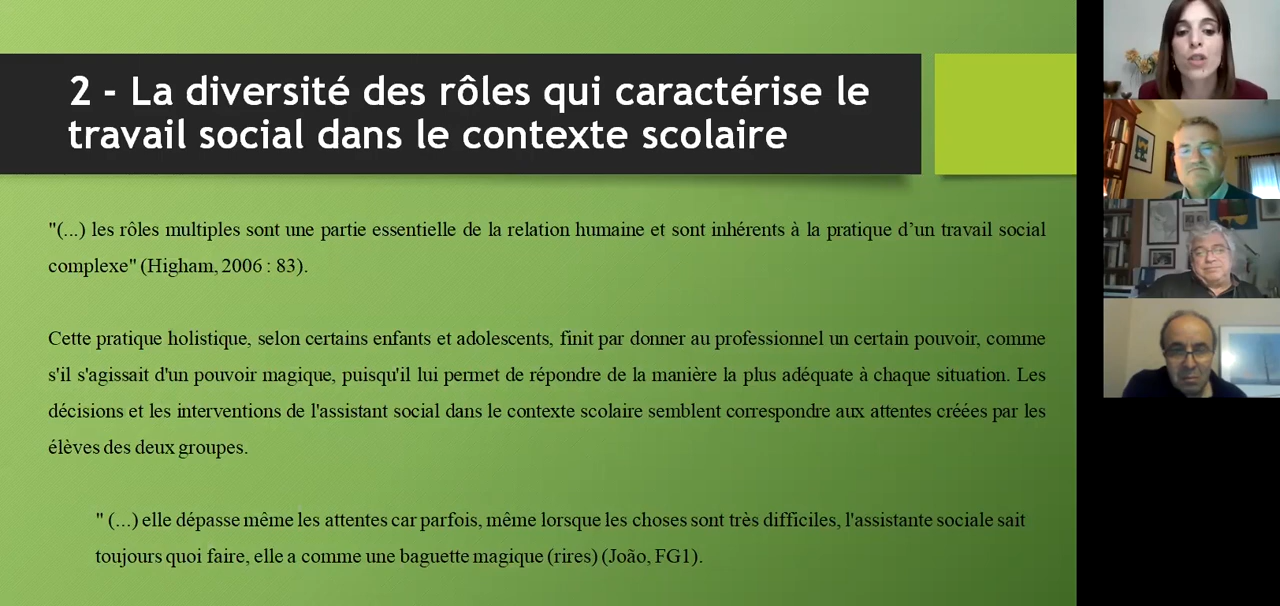 2 - La diversité des rôles qui caractérise le
travail social dans le contexte scolaire
"(...) les rôles multiples sont une partie essentielle de la relation humaine et sont inhérents à la pratique d’un travail social
complexe" (Higham, 2006 : 83).
Cette pratique holistique, selon certains enfants et adolescents, finit par donner au professionnel un certain pouvoir, comme
s'il s'agissait d'un pouvoir magique, puisqu'il lui permet de répondre de la manière la plus adéquate à chaque situation. Les
décisions et les interventions de l'assistant social dans le contexte scolaire semblent correspondre aux attentes créées par les
élèves des deux groupes.
" (...) elle dépasse même les attentes car parfois, même lorsque les choses sont très difficiles, l'assistante sociale sait
toujours quoi faire, elle a comme une baguette magique (rires) (João, FG1).